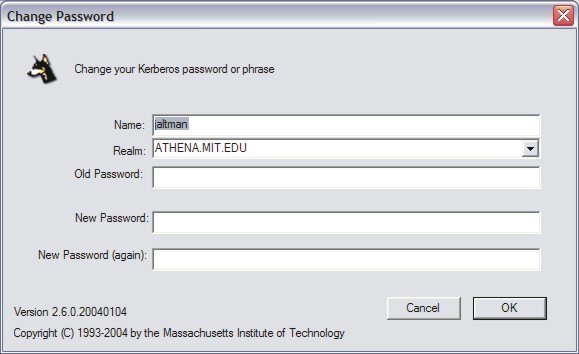 Change Password
Change your Kerberos password or phrase
Name: jaltman
Realm: ATHENA.MIT.EDU
Old Password:
New Password:
New Password (again):
Cancel OK
Version 2.6.0.20040104
Copyright (C) 1993-2004 by the Massachusetts Institute of Technology